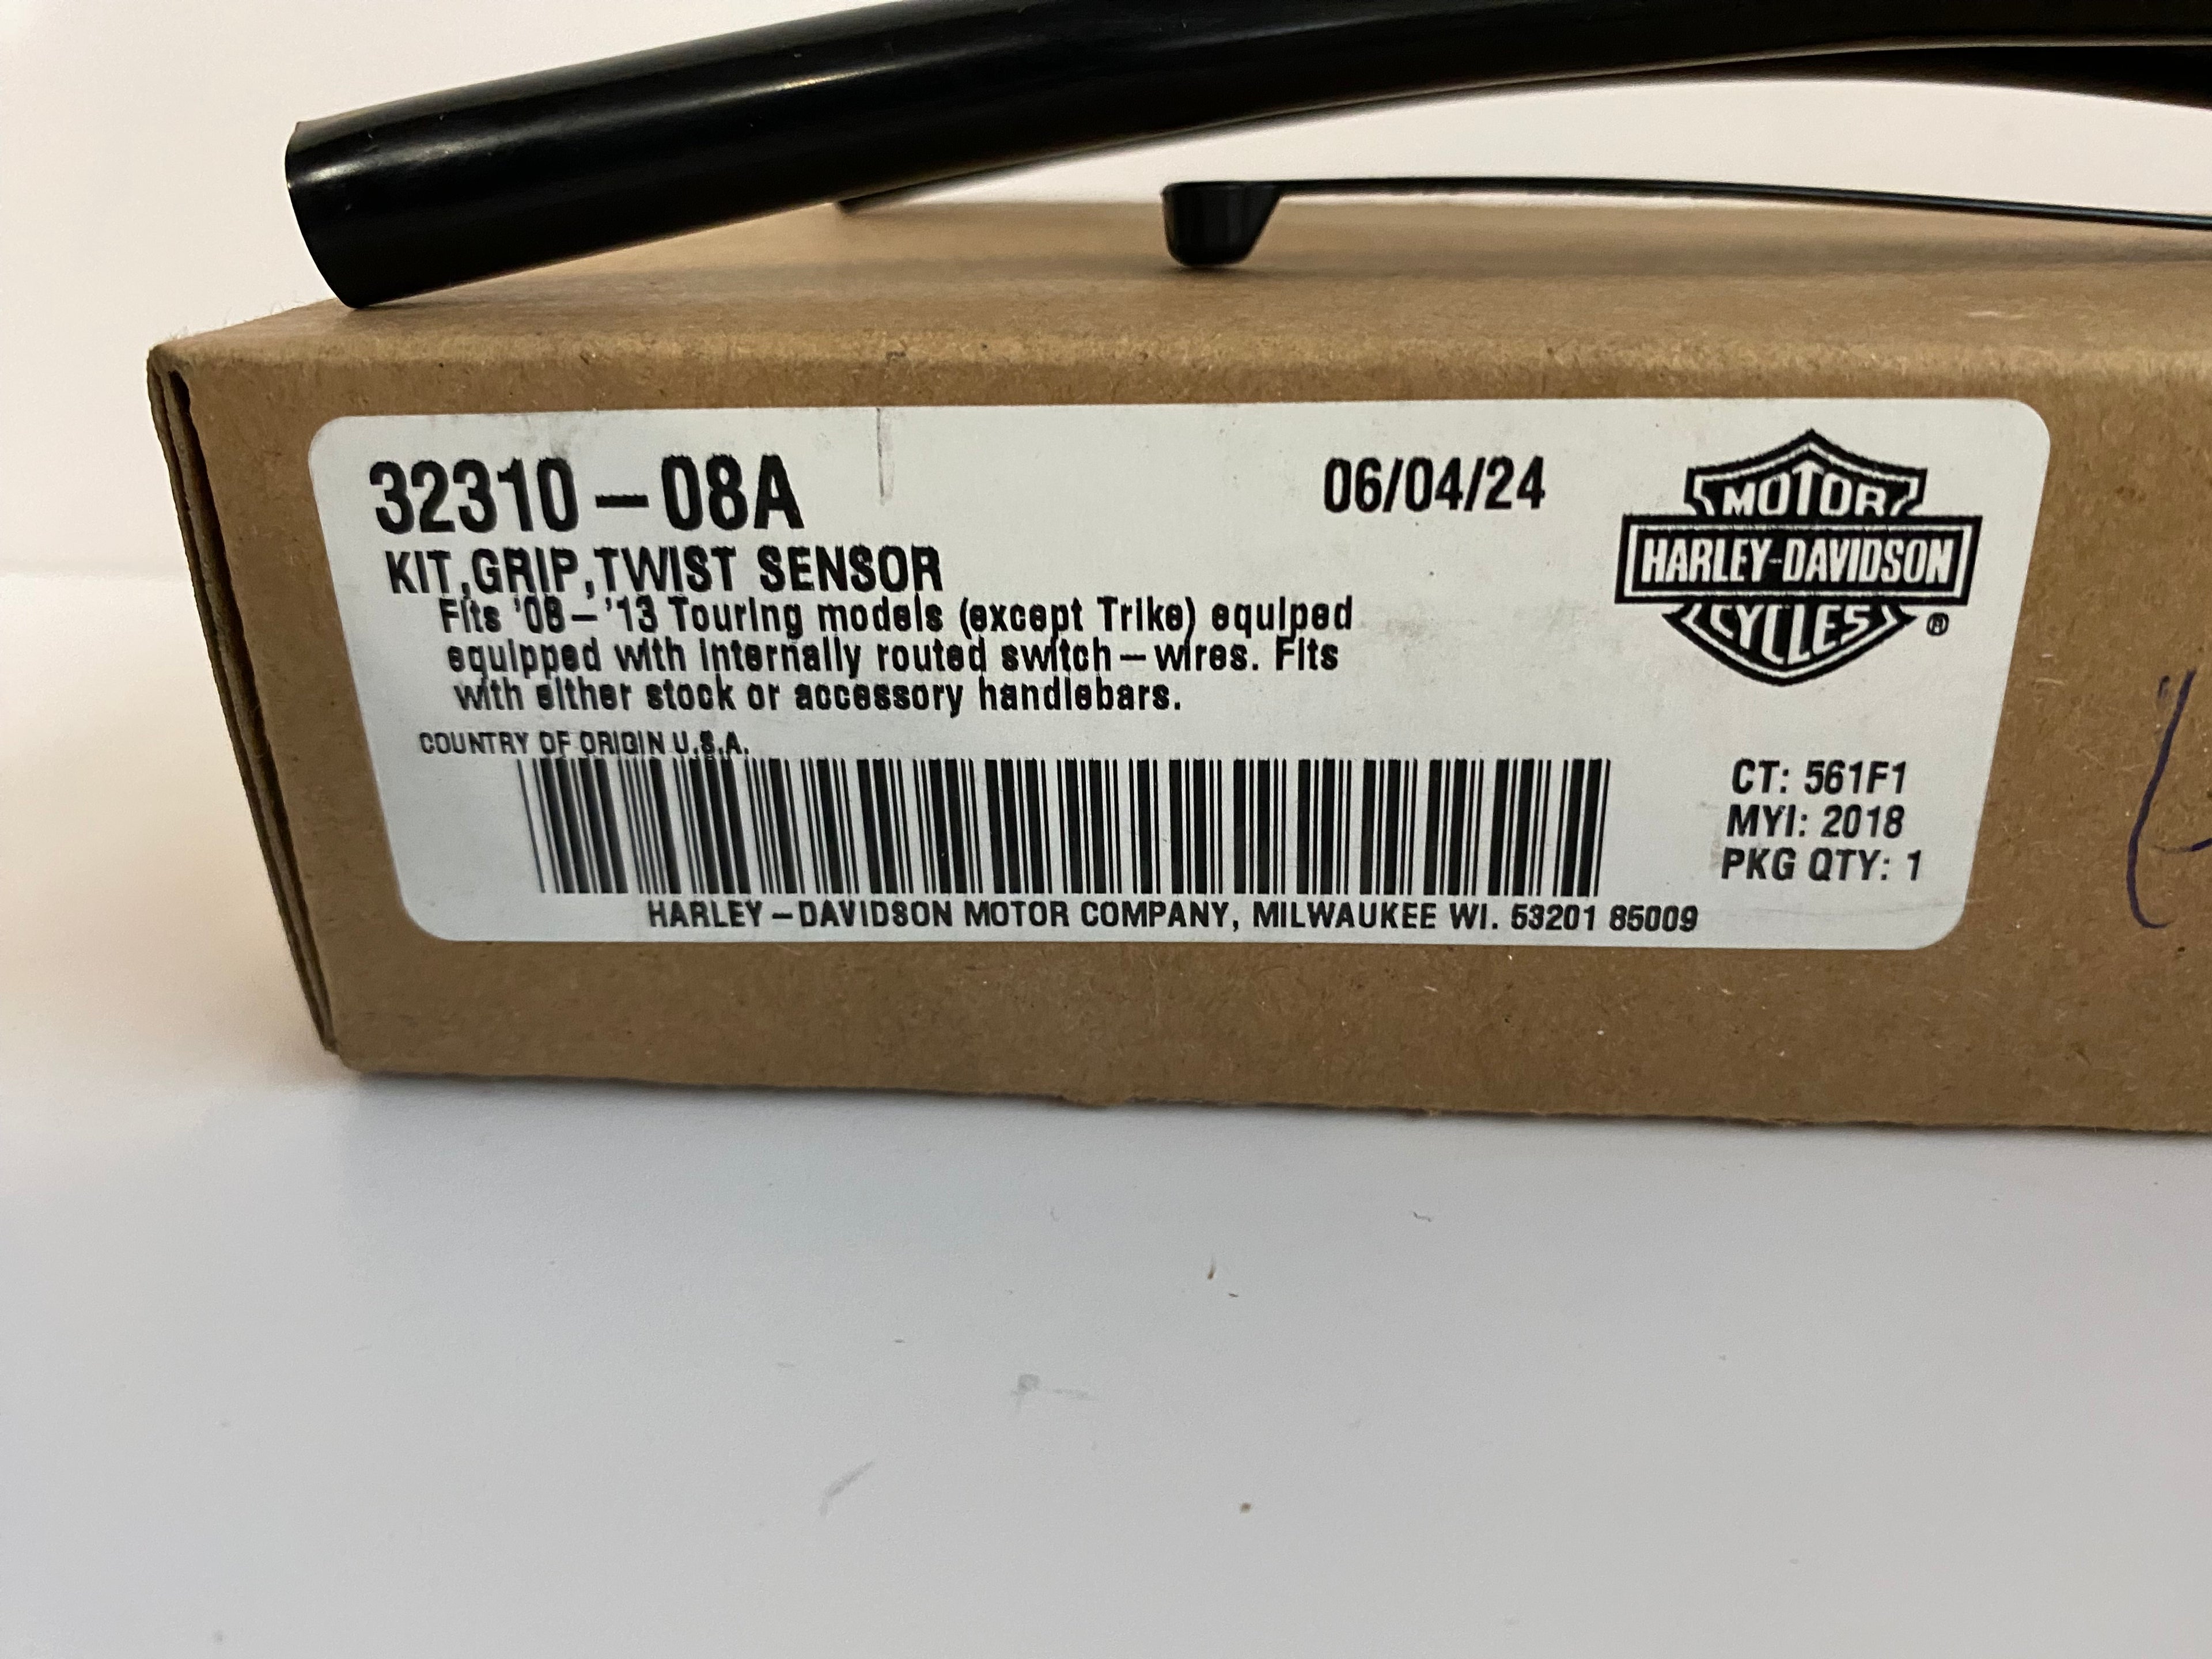 32310-08A
06/04/24
KIT,GRIP,TWIST SENSOR
Fits '08-'13 Touring models (except Trike) equiped
equipped with internally routed switch-wires. Fits
with either stock or accessory handlebars.
COUNTRY OF ORIGIN U.S.A.
MOTOR
HARLEY-DAVIDSON
CYCLES ®
CT: 561F1
MYI: 2018
PKG QTY: 1
HARLEY-DAVIDSON MOTOR COMPANY, MILWAUKEE WI. 53201 85009